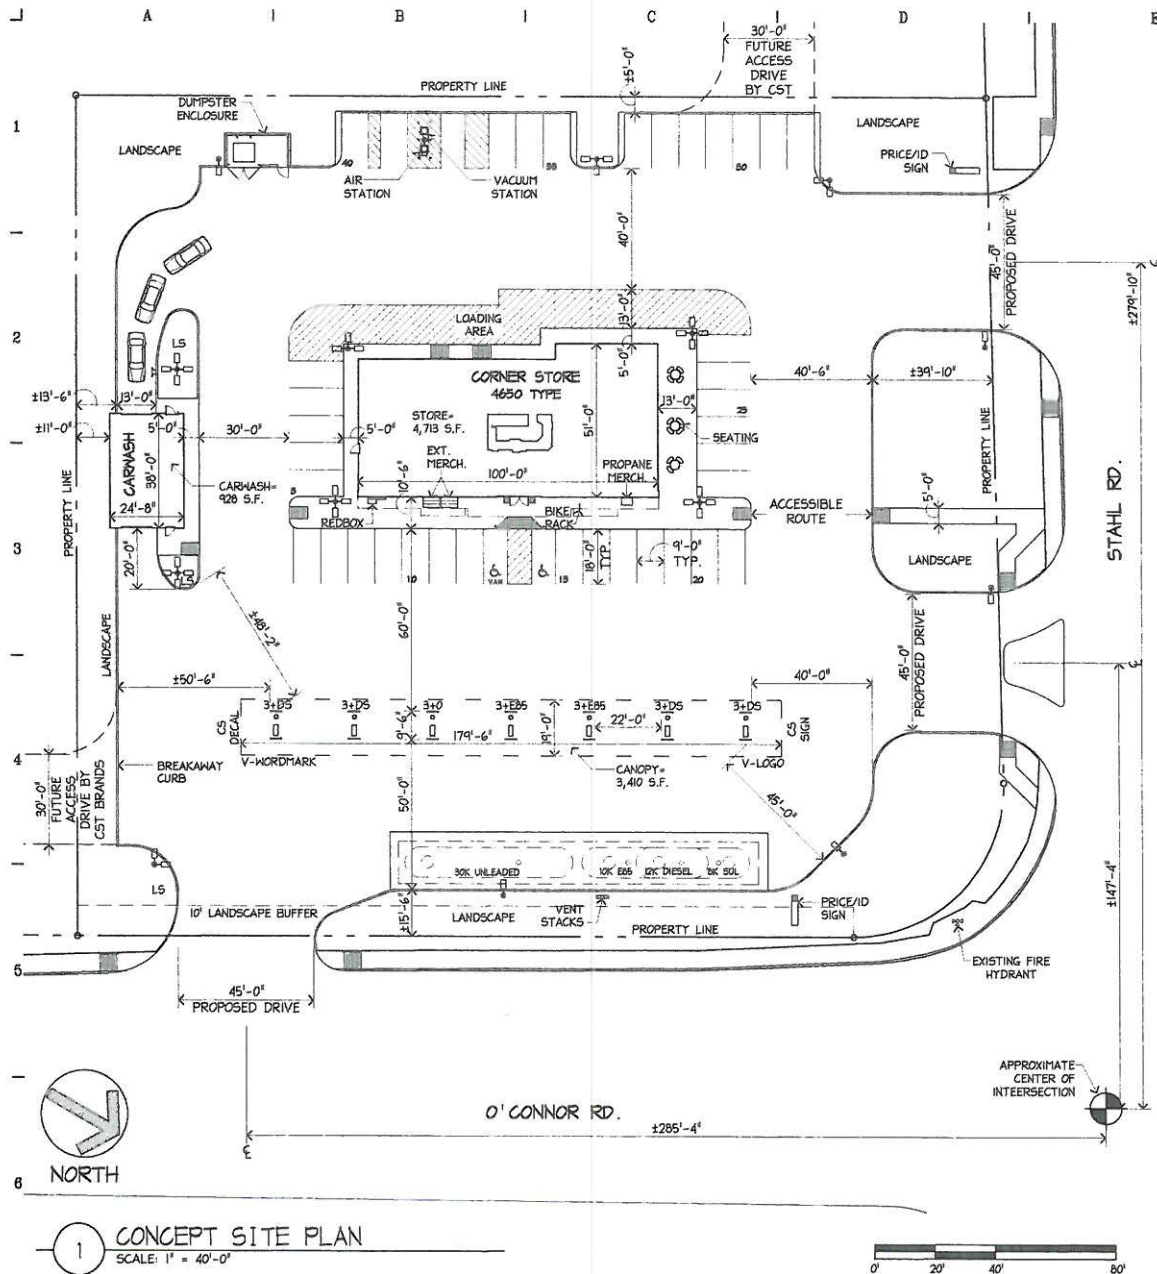 A
B
C
D
E
30'-0"
FUTURE
ACCESS
DRIVE
BY CST
±5'-0"
PROPERTY LINE
DUMPSTER
ENCLOSURE
1
LANDSCAPE
LANDSCAPE
PRICE/ID
SIGN
40
35
30
AIR
STATION
VACUUM
STATION
40'-0"
45'-0"
PROPOSED DRIVE
±279'-10"
2
13'-0"
LOADING
AREA
LS
5'-0"
CORNER STORE
4650 TYPE
40'-6"
±39'-10"
±13'-6"
13'-0"
STORE=
4,713 S.F.
51'-0"
13'-0"
25
±11'-0"
5'-0"
30'-0"
5'-0"
SEATING
CARWASH
38'-0"
EXT.
MERCH.
PROPANE
MERCH.
PROPERTY LINE
PROPERTY LINE
CARWASH=
928 S.F.
100'-0"
10'-6"
5'-0"
24'-8"
5
REDBOX
BIKE
RACK
ACCESSIBLE
ROUTE
STAHL RD.
3
20'-0"
18'-0"
TYP.
9'-0"
TYP.
LANDSCAPE
LS
VAN
10
15
20
±48'-2"
60'-0"
LANDSCAPE
±50'-6"
40'-0"
45'-0"
PROPOSED DRIVE
3+DS
3+DS
3+0
3+E85
3+E85
3+DS
3+DS
CS
DECAL
9'-6"
179'-6"
19'-0"
22'-0"
CS
SIGN
4
V-WORDMARK
V-LOGO
BREAKAWAY
CURB
CANOPY=
3,410 S.F.
30'-0"
FUTURE
ACCESS
DRIVE BY
CST BRANDS
50'-0"
45'-0"
±147'-4"
30K UNLEADED
10K E85
12K DIESEL
8K SUL
LS
10' LANDSCAPE BUFFER
±15'-6"
LANDSCAPE
VENT
STACKS
PRICE/ID
SIGN
PROPERTY LINE
5
EXISTING FIRE
HYDRANT
45'-0"
PROPOSED DRIVE
APPROXIMATE
CENTER OF
INTEERSECTION
O'CONNOR RD.
±285'-4"
NORTH
6
1
CONCEPT SITE PLAN
SCALE: 1" = 40'-0"
0'
20'
40'
80'